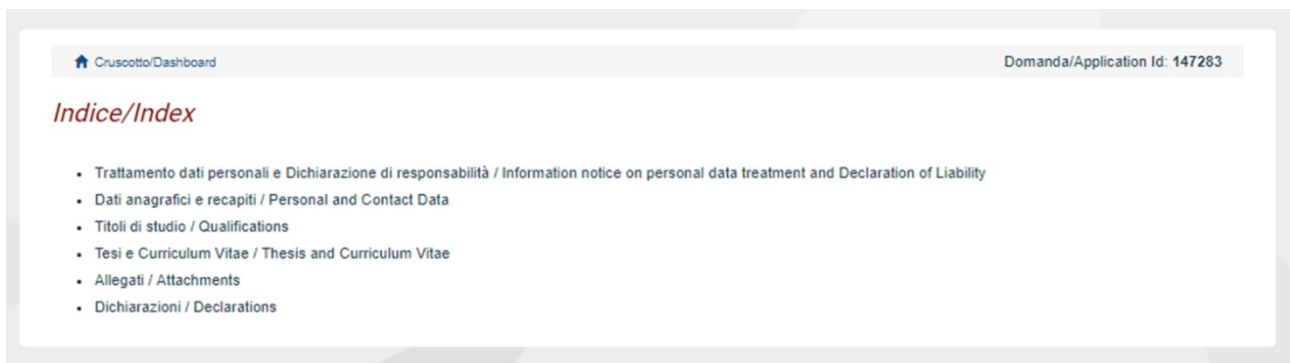 Cruscotto/Dashboard
Domanda/Application Id: 147283
Indice/Index
Trattamento dati personali e Dichiarazione di responsabilità / Information notice on personal data treatment and Declaration of Liability
Dati anagrafici e recapiti / Personal and Contact Data
Titoli di studio / Qualifications
Tesi e Curriculum Vitae / Thesis and Curriculum Vitae
Allegati / Attachments
Dichiarazioni / Declarations